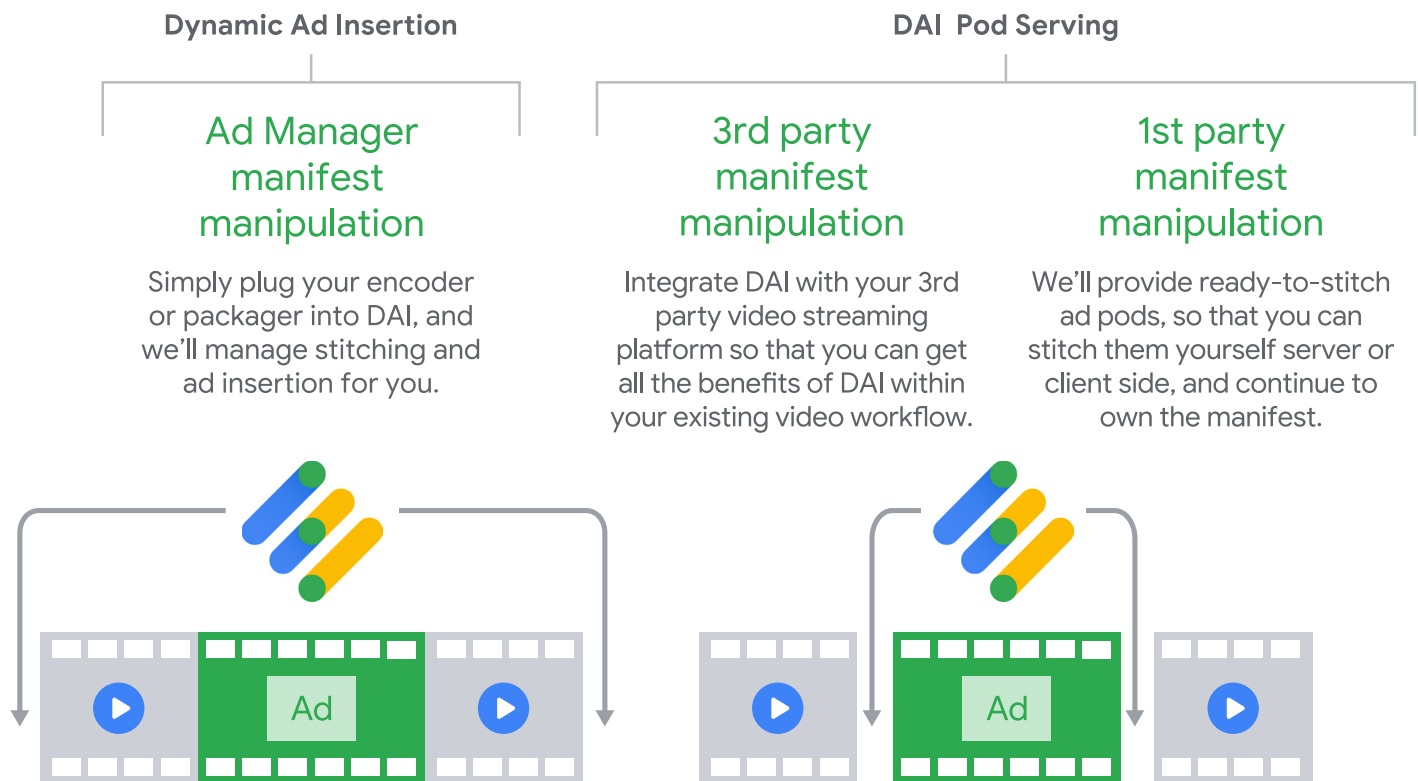 Dynamic Ad Insertion
DAI Pod Serving
Ad Manager
manifest
manipulation
Simply plug your encoder
or packager into DAI, and
we'll manage stitching and
ad insertion for you.
3rd party
manifest
manipulation
Integrate DAI with your 3rd
party video streaming
platform so that you can get
all the benefits of DAI within
your existing video workflow.
1st party
manifest
manipulation
We'll provide ready-to-stitch
ad pods, so that you can
stitch them yourself server or
client side, and continue to
own the manifest.
Ad
Ad